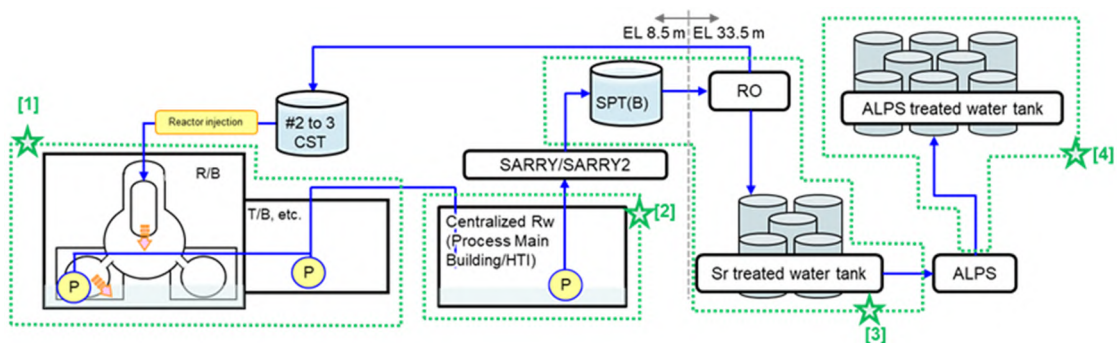 EL 8.5 m
EL 33.5 m
[1]
Reactor injection
#2 to 3
CST
SPT(B)
RO
ALPS treated water tank
[4]
R/B
SARRY/SARRY2
T/B, etc.
[2]
Centralized Rw
(Process Main
Building/HTI)
P
P
P
Sr treated water tank
ALPS
[3]